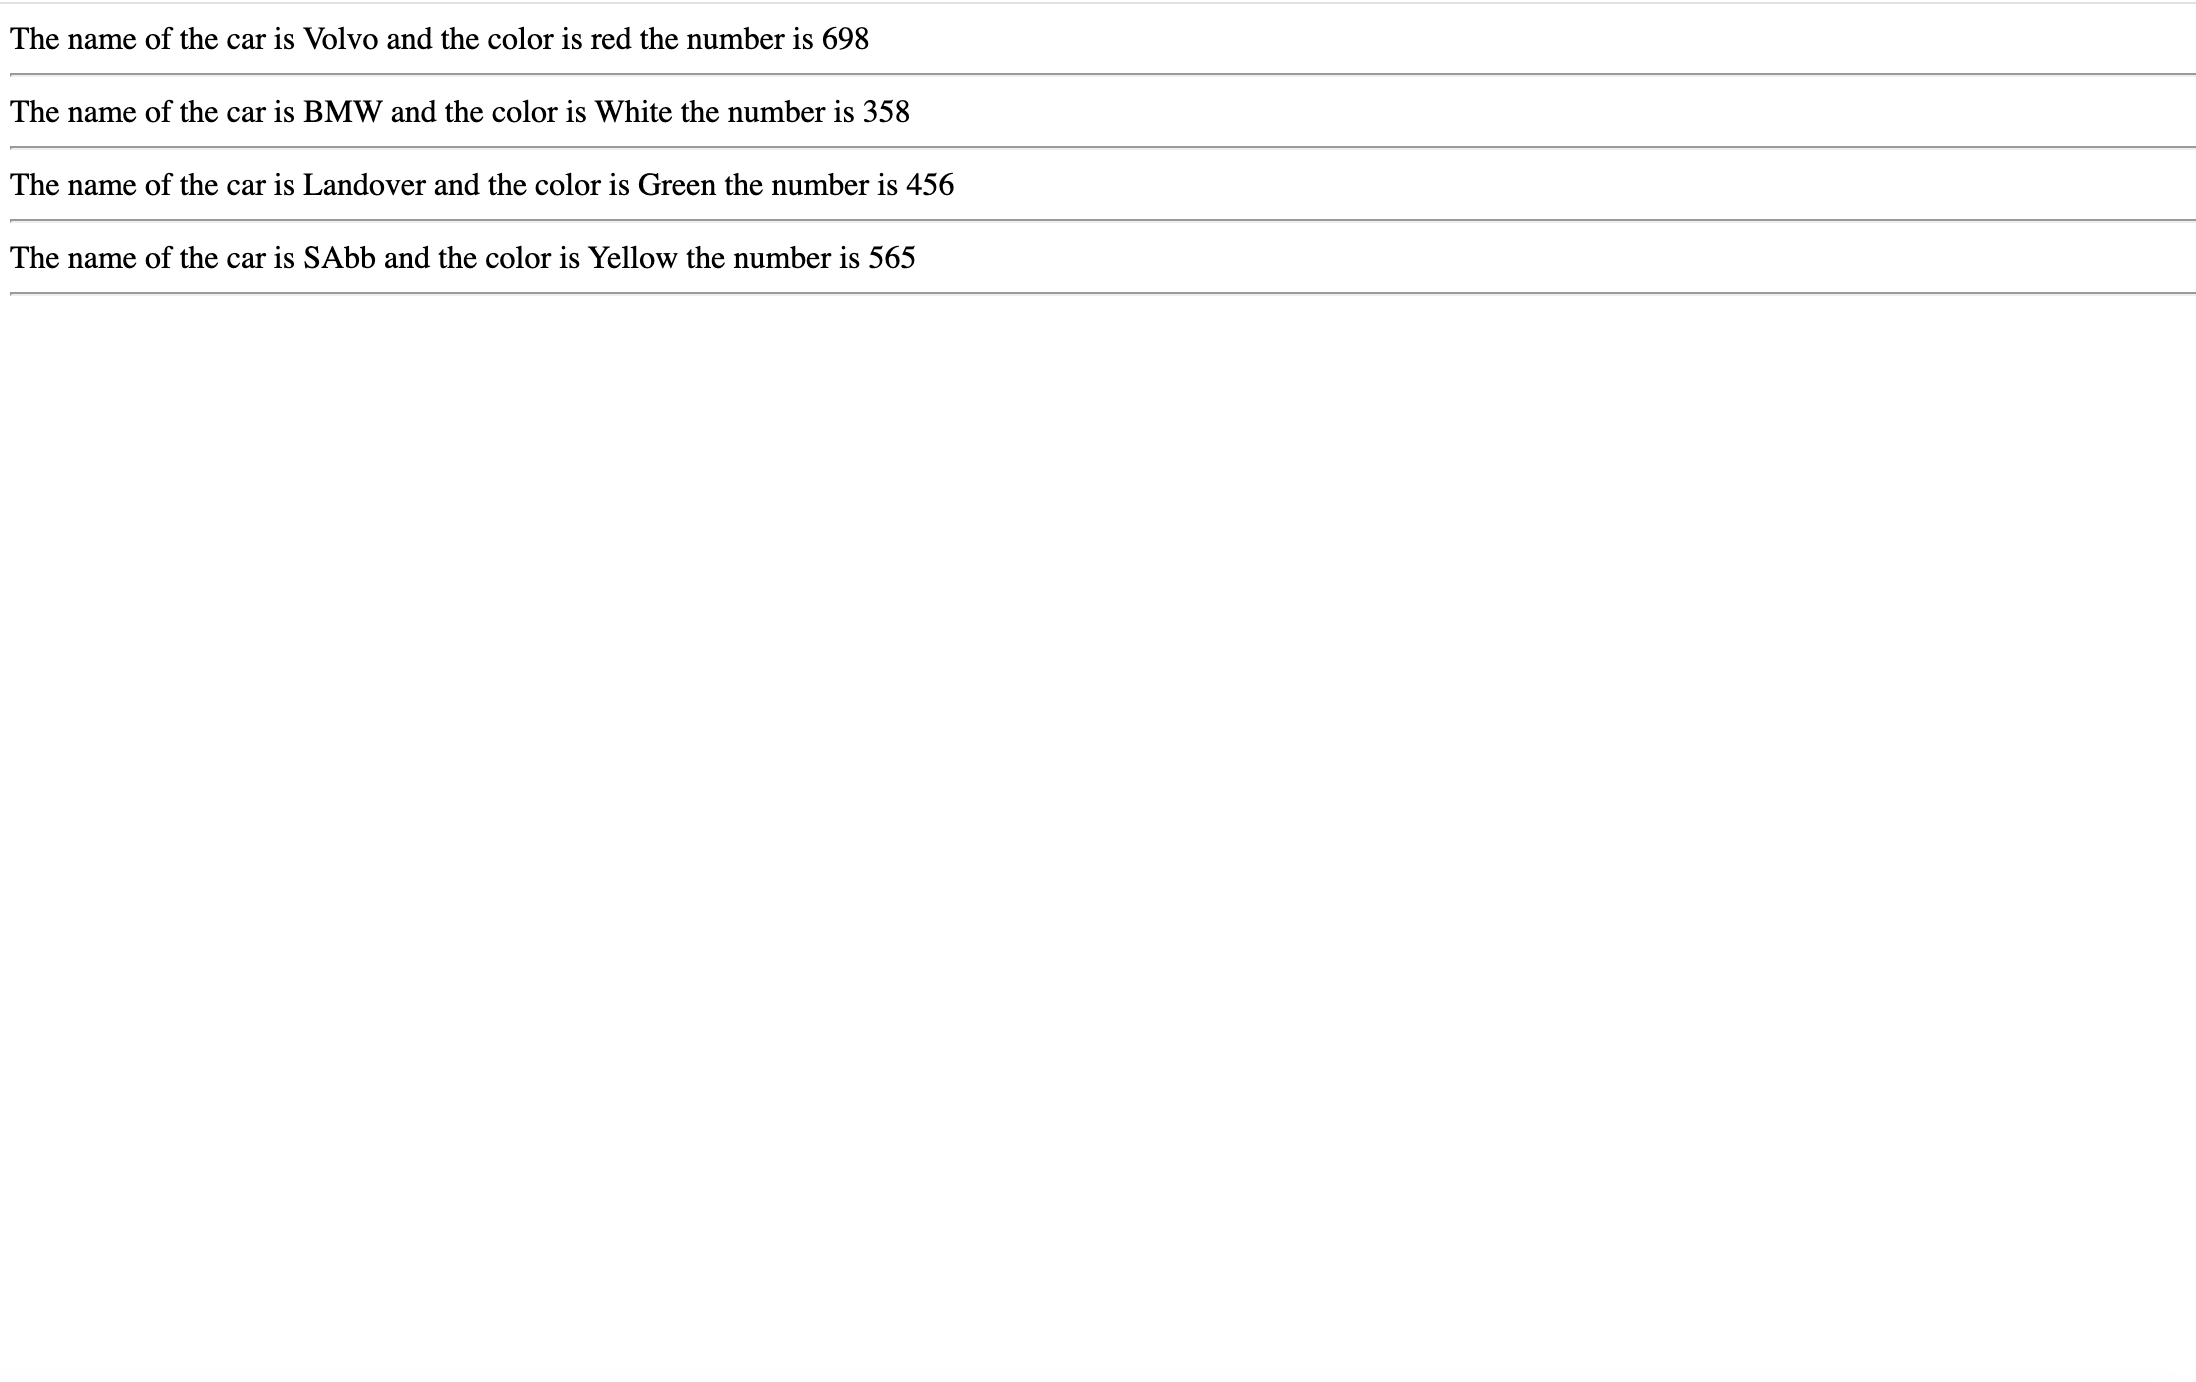 The name of the car is Volvo and the color is red the number is 698
The name of the car is BMW and the color is White the number is 358
The name of the car is Landover and the color is Green the number is 456
The name of the car is SAbb and the color is Yellow the number is 565